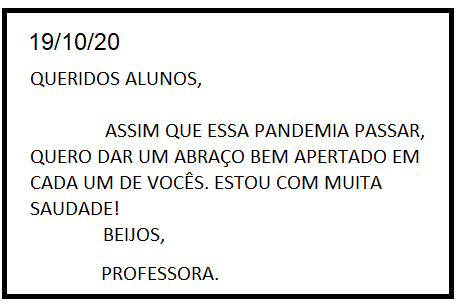 19/10/20
QUERIDOS ALUNOS,
ASSIM QUE ESSA PANDEMIA PASSAR,
QUERO DAR UM ABRAÇO BEM APERTADO EM
CADA UM DE VOCÊS. ESTOU COM MUITA
SAUDADE!
BEIJOS,
PROFESSORA.